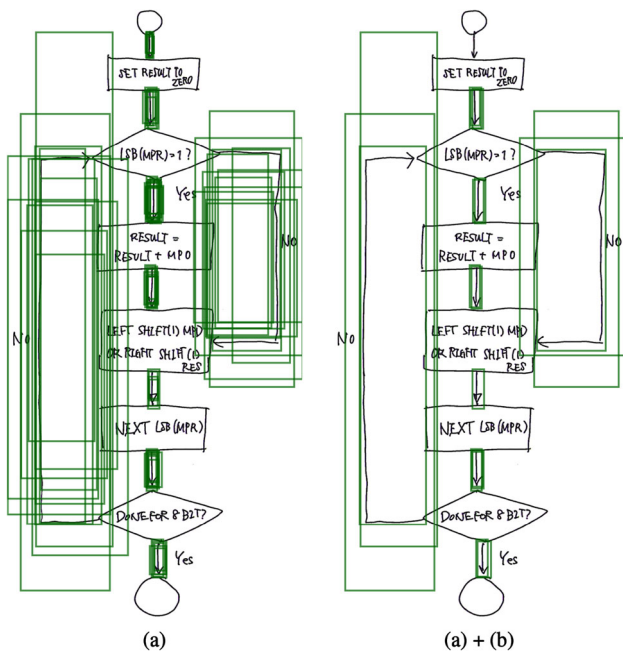 SET RESULT TO
ZERO
LSB(MPR)=1?
Yes
RESULT =
RESULT + MPD
No
LEFT SHIFT(1) MPD
OR RIGHT SHIFT(1)
RES
No
NEXT LSB(MPR)
DONE FOR 8 BIT?
Yes
(a)
SET RESULT TO
ZERO
LSB(MPR)=1?
Yes
RESULT =
RESULT + MPD
No
LEFT SHIFT(1) MPD
OR RIGHT SHIFT(1)
RES
No
NEXT LSB(MPR)
DONE FOR 8 BIT?
Yes
(a) + (b)